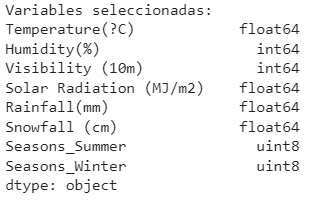 Variables seleccionadas:
Temperature(?C) float64
Humidity(%) int64
Visibility (10m) int64
Solar Radiation (MJ/m2) float64
Rainfall(mm) float64
Snowfall (cm) float64
Seasons_Summer uint8
Seasons_Winter uint8
dtype: object